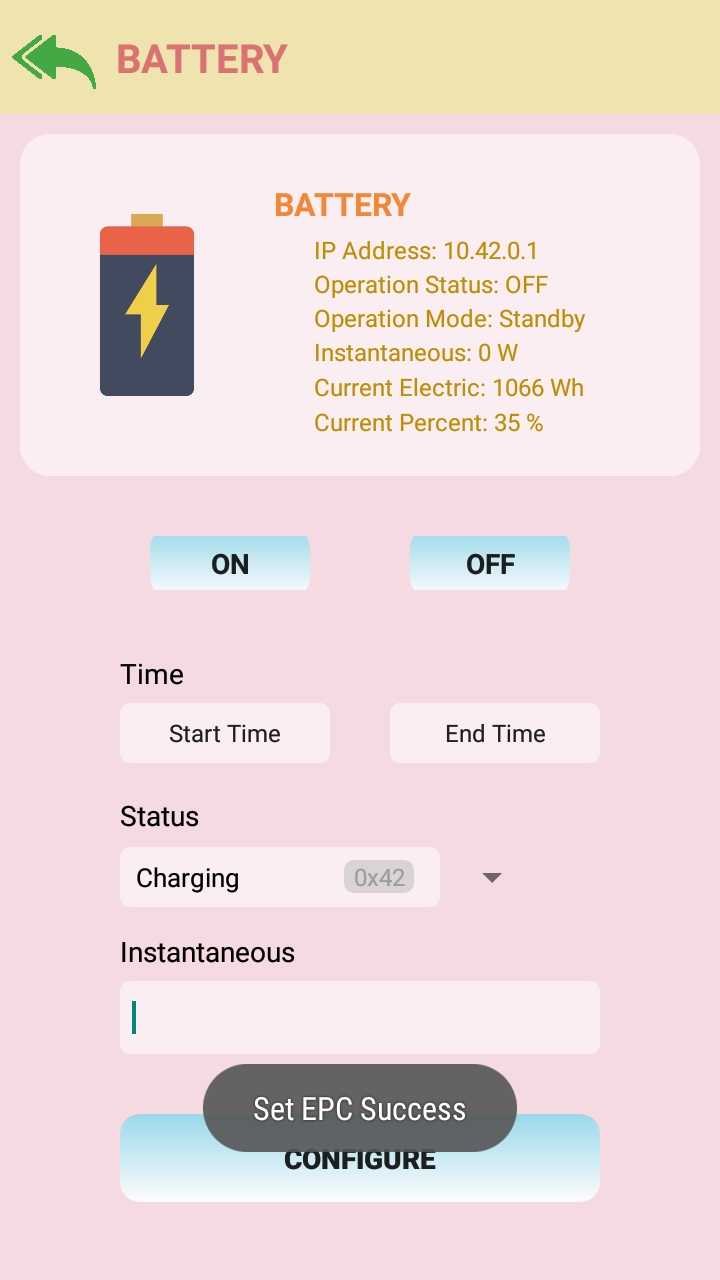 BATTERY
BATTERY
IP Address: 10.42.0.1
Operation Status: OFF
Operation Mode: Standby
Instantaneous: 0 W
Current Electric: 1066 Wh
Current Percent: 35 %
ON OFF
Time
Start Time End Time
Status
Charging 0x42
Instantaneous
Set EPC Success
CONFIGURE